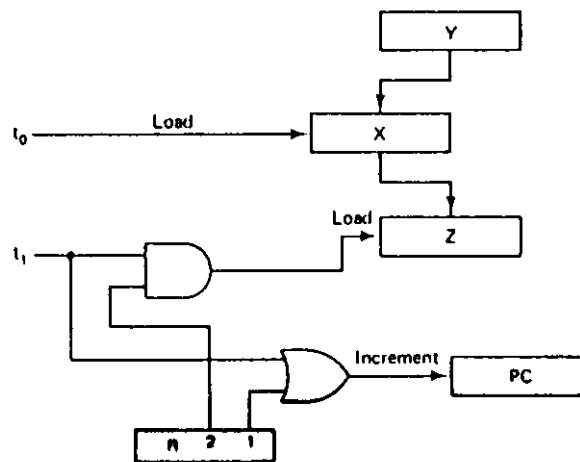 Y
t₀
Load
X
Load
Z
t₁
Increment
PC
R 2 1